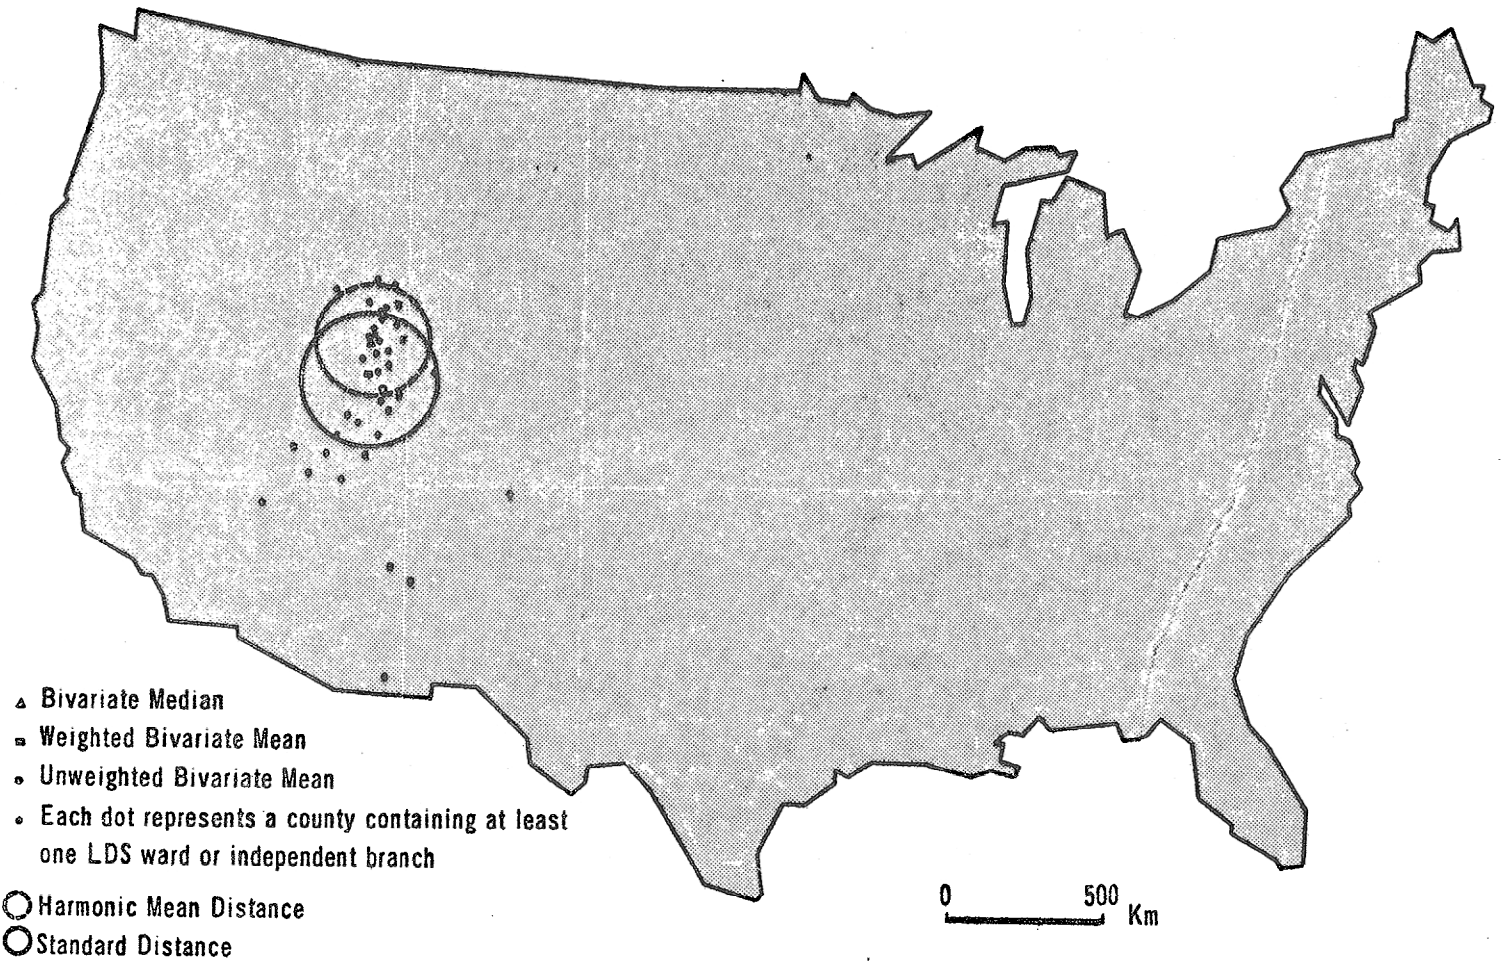 Bivariate Median
Weighted Bivariate Mean
Unweighted Bivariate Mean
Each dot represents a county containing at least
one LDS ward or independent branch
Harmonic Mean Distance
Standard Distance
0 500 Km